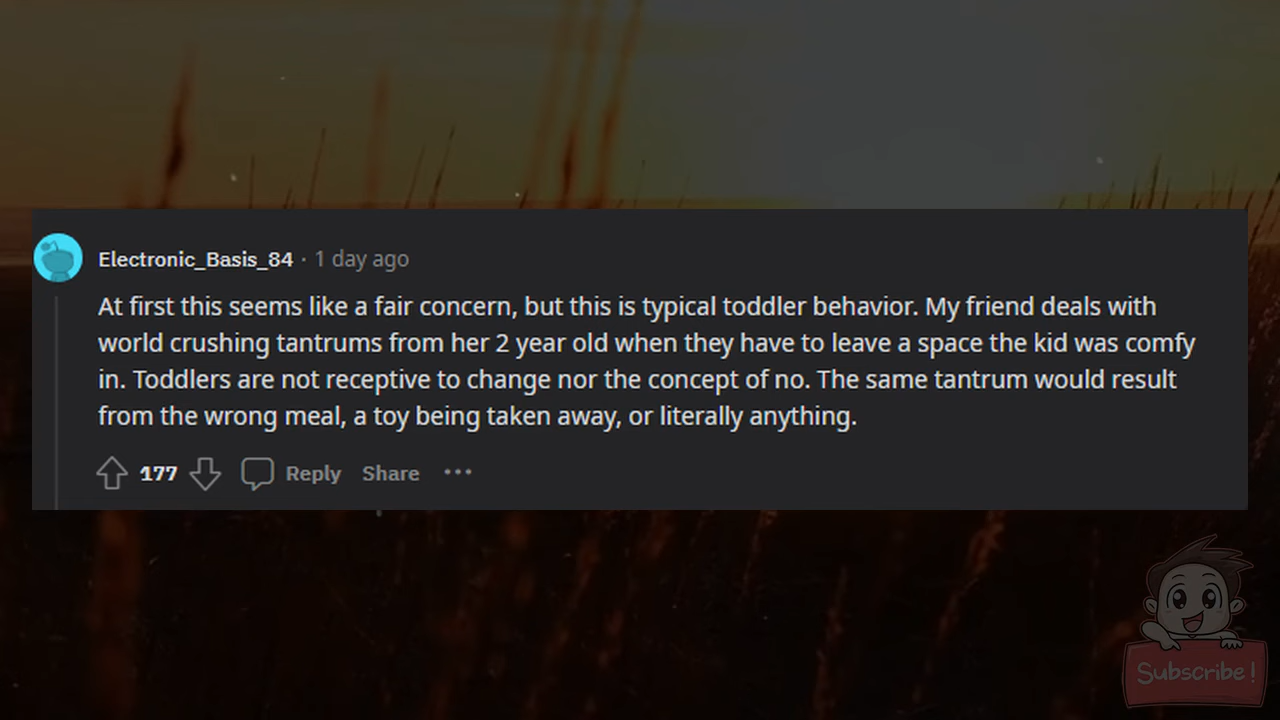 Electronic_Basis_84 · 1 day ago
At first this seems like a fair concern, but this is typical toddler behavior. My friend deals with
world crushing tantrums from her 2 year old when they have to leave a space the kid was comfy
in. Toddlers are not receptive to change nor the concept of no. The same tantrum would result
from the wrong meal, a toy being taken away, or literally anything.
177 Reply Share ···
Subscribe!